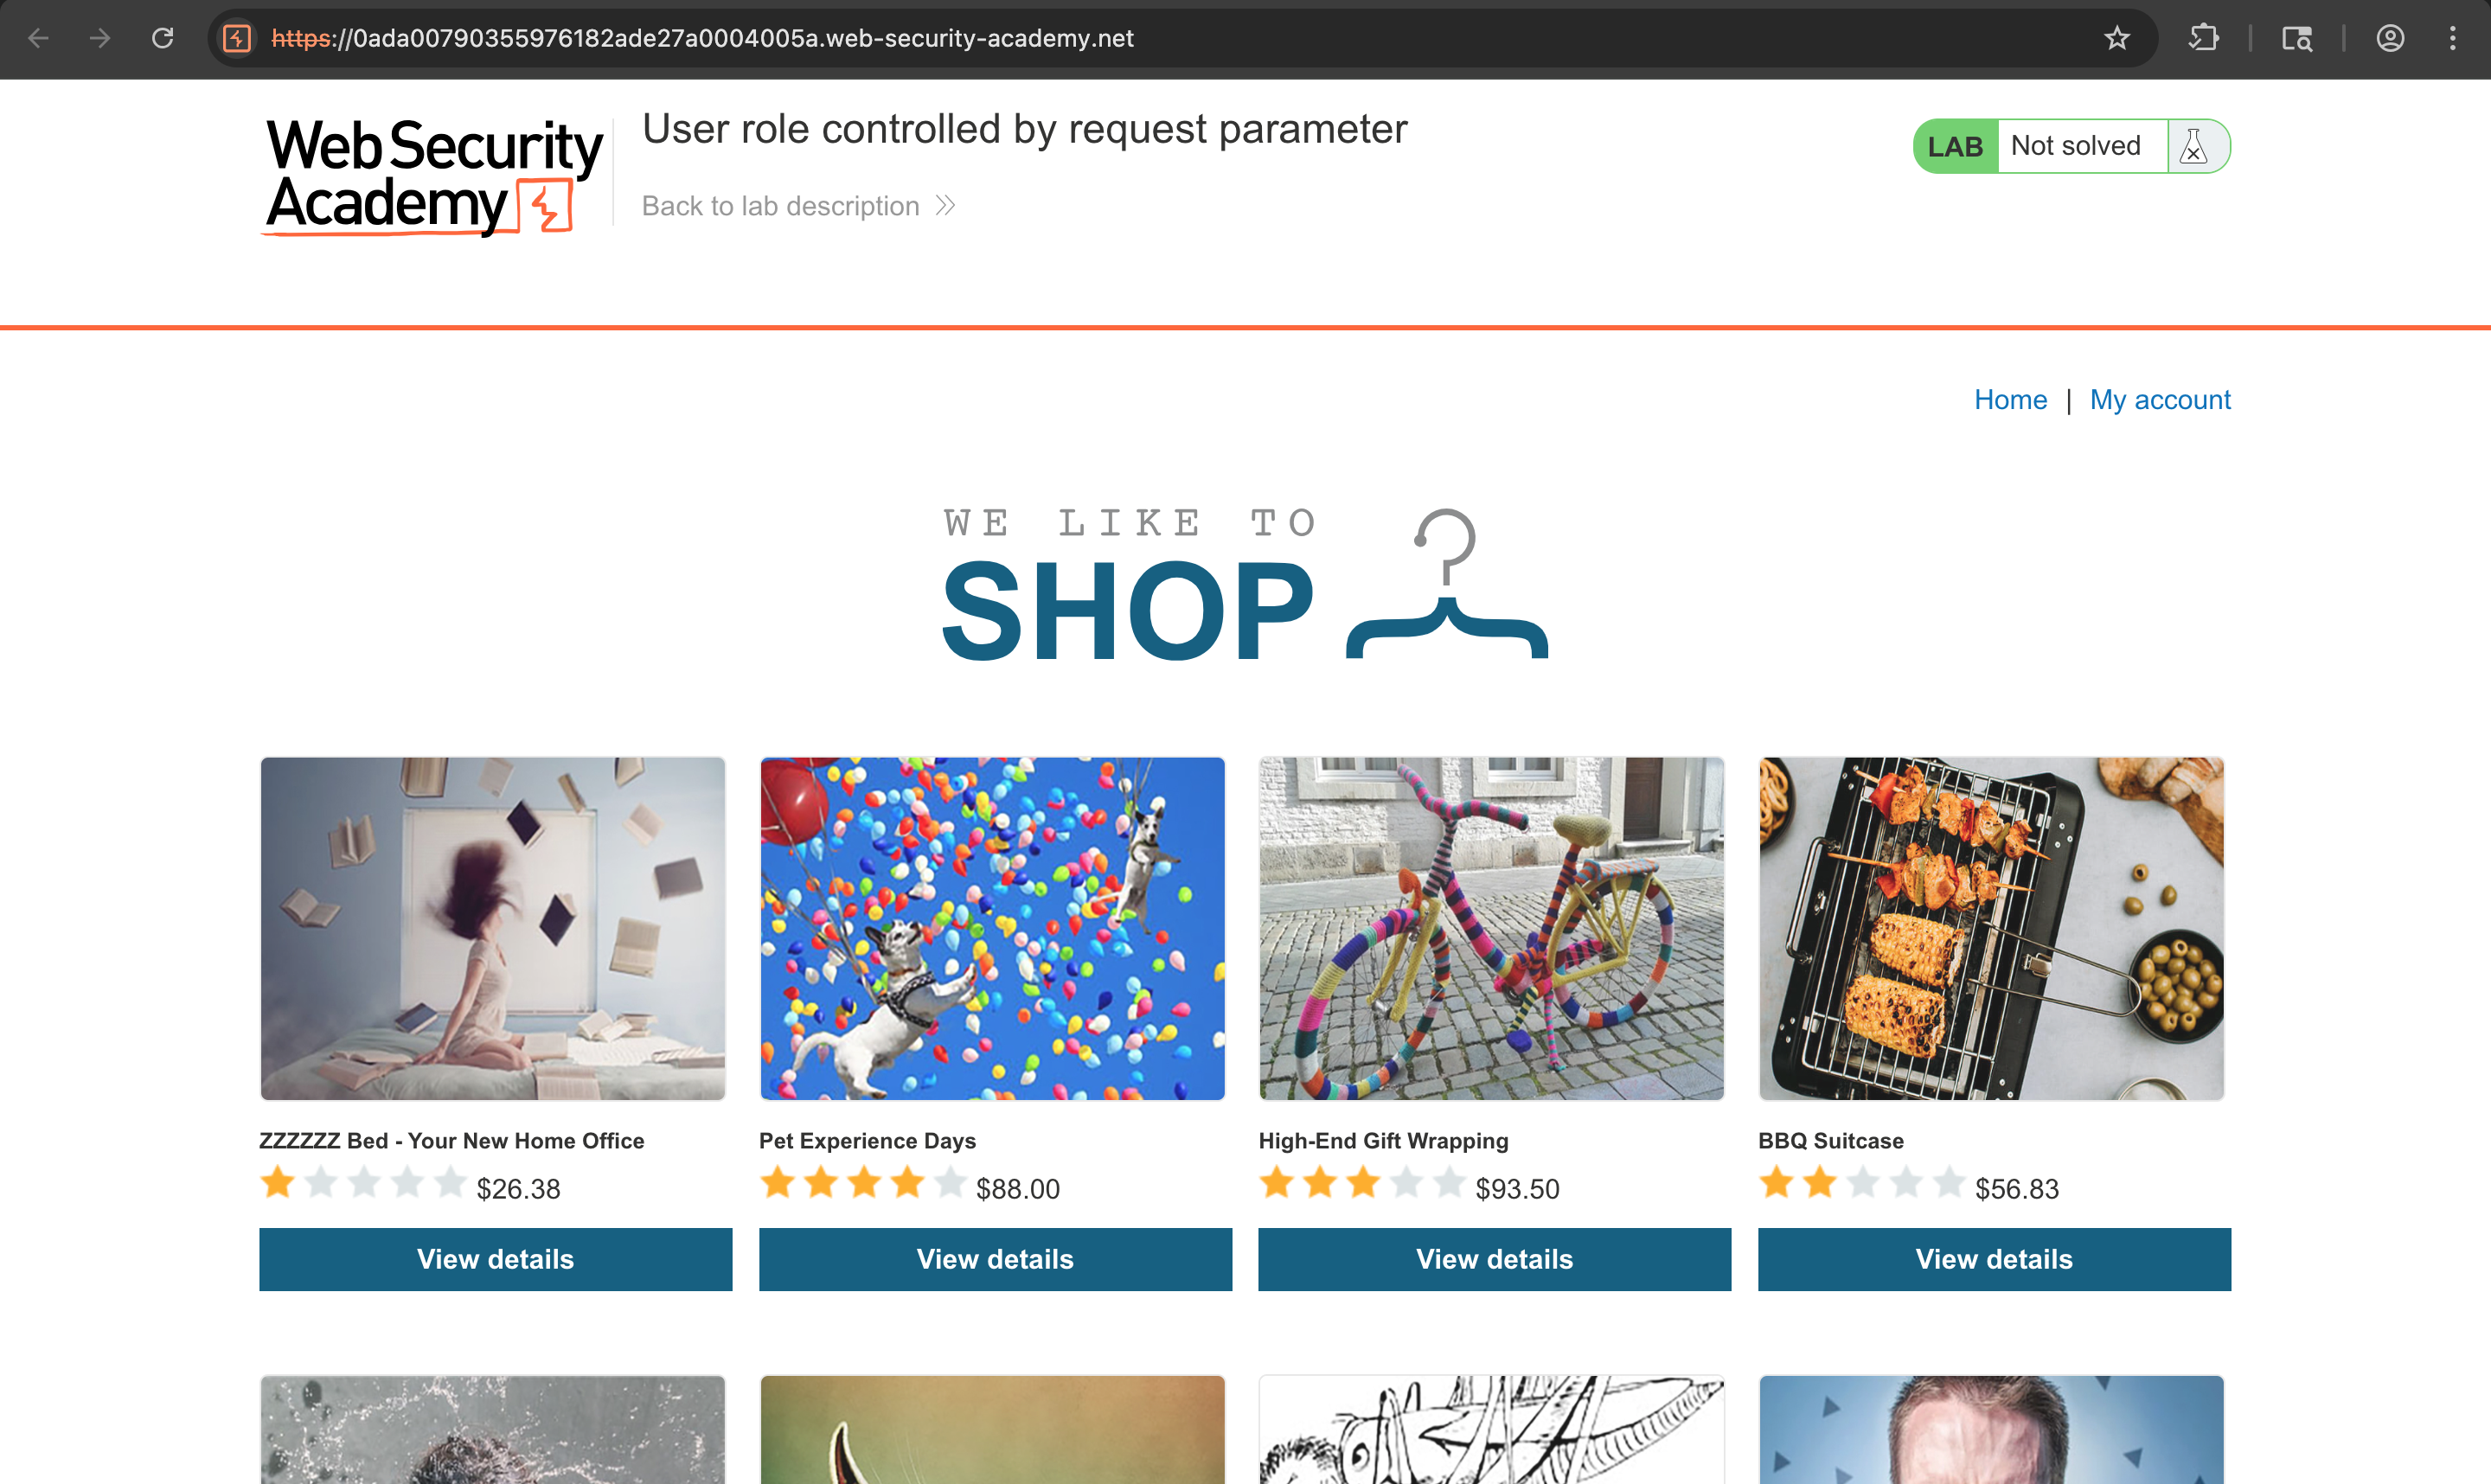 https://0ada00790355976182ade27a0004005a.web-security-academy.net
Web Security
Academy
User role controlled by request parameter
Back to lab description
LAB Not solved
Home | My account
WE LIKE TO
SHOP
ZZZZZZ Bed - Your New Home Office
$26.38
View details
Pet Experience Days
$88.00
View details
High-End Gift Wrapping
$93.50
View details
BBQ Suitcase
$56.83
View details